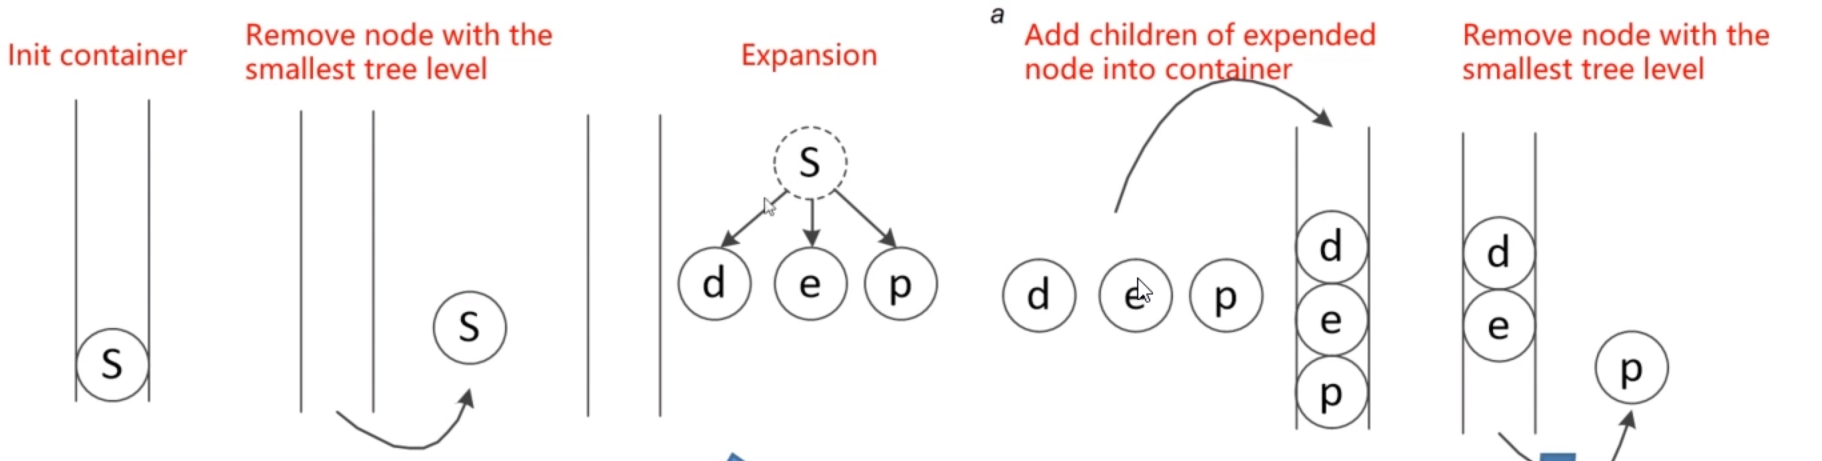 Init container
Remove node with the
smallest tree level
Expansion
a
Add children of expended
node into container
Remove node with the
smallest tree level
S
S
S
d e p
d e p
d
e
p
d
e
p